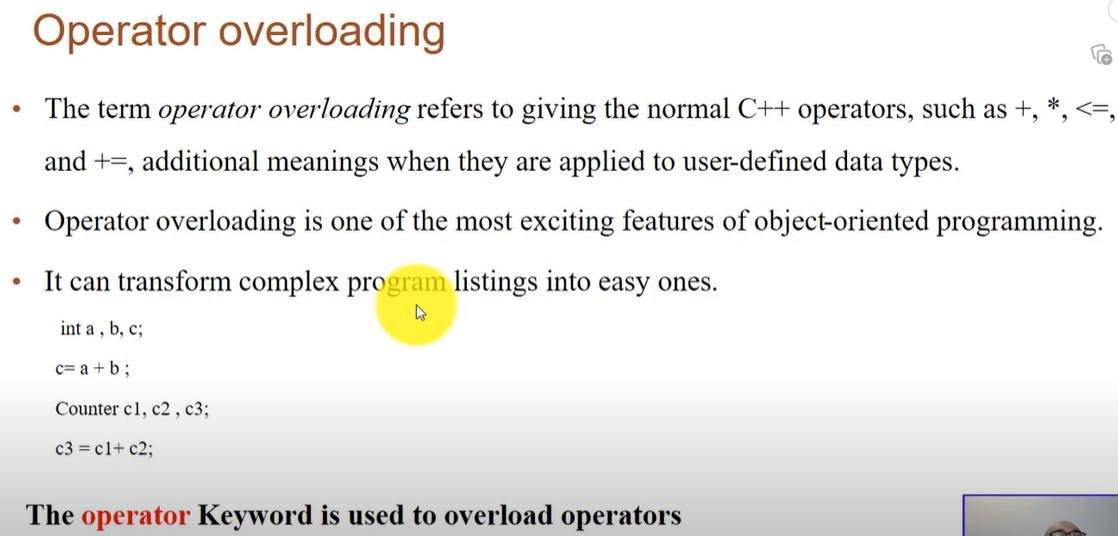 Operator overloading
• The term operator overloading refers to giving the normal C++ operators, such as +, *, <=,
and +=, additional meanings when they are applied to user-defined data types.
• Operator overloading is one of the most exciting features of object-oriented programming.
• It can transform complex program listings into easy ones.
int a , b, c;
c= a + b ;
Counter c1, c2 , c3;
c3 = c1+ c2;
The operator Keyword is used to overload operators